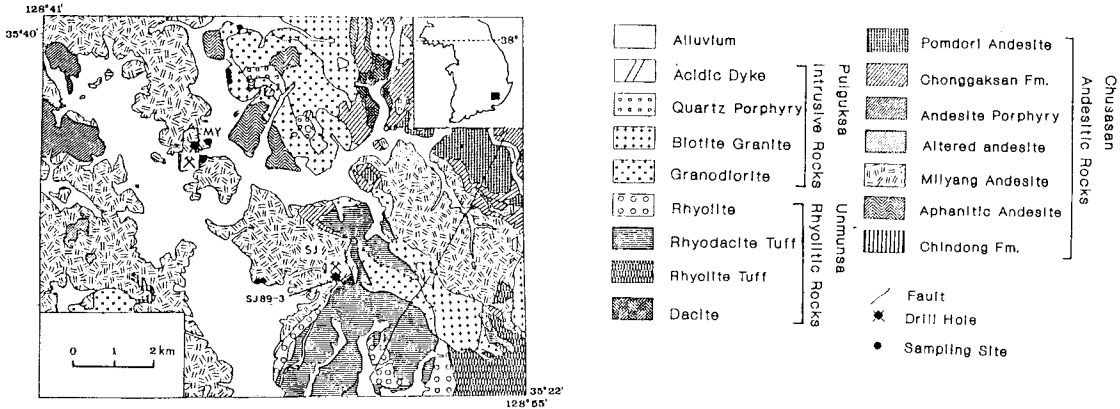 128°41'
35°40'
38°
MY
SJ
SJ89-3
0 1 2 km
35°22'
128°55'
Alluvium
Acidic Dyke
Quartz Porphyry
Biotite Granite
Granodiorite
Rhyolite
Rhyodacite Tuff
Rhyolite Tuff
Dacite
Pulguksa
Intrusive Rocks
Unmunsa
Rhyolitic Rocks
Pomdori Andesite
Chonggaksan Fm.
Andesite Porphyry
Altered andesite
Milyang Andesite
Aphanitic Andesite
Chindong Fm.
Chusasan
Andesitic Rocks
Fault
Drill Hole
Sampling Site